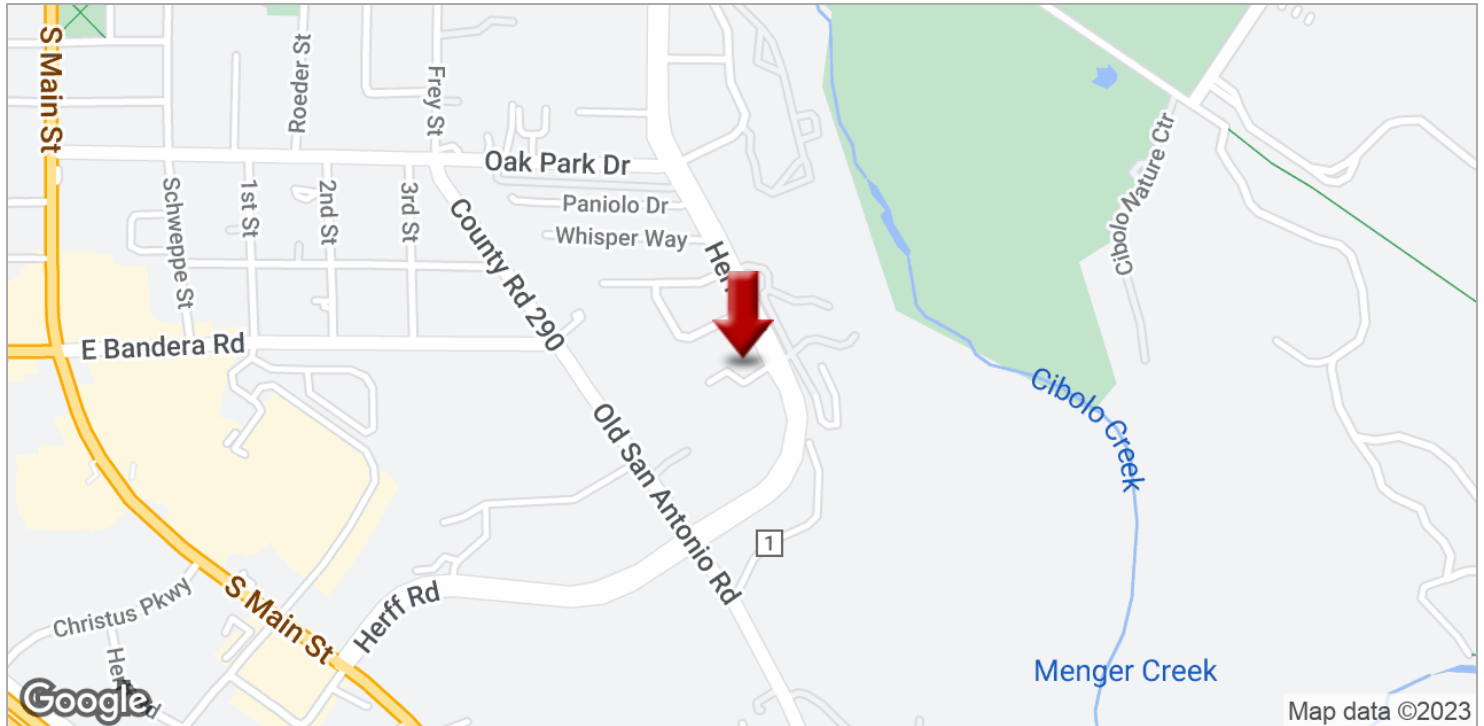 S Main St
Roeder St
Frey St
Oak Park Dr
Schweppe St
1st St
2nd St
3rd St
Paniolo Dr
Whisper Way
County Rd 290
Cibolo Nature Ctr
E Bandera Rd
Old San Antonio Rd
Cibolo Creek
1
S Main St
Herff Rd
Christus Pkwy
Menger Creek
Google
Map data ©2023